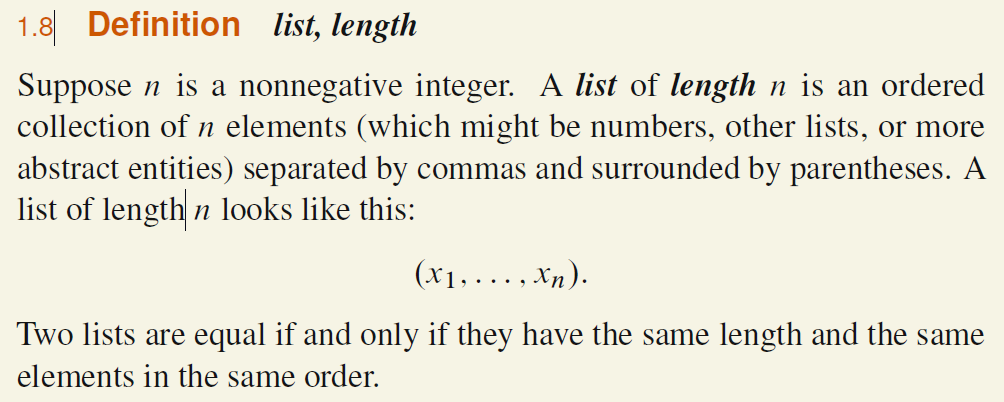 1.8 Definition list, length
Suppose n is a nonnegative integer. A list of length n is an ordered
collection of n elements (which might be numbers, other lists, or more
abstract entities) separated by commas and surrounded by parentheses. A
list of length n looks like this:
(x₁, . . . , xₙ).
Two lists are equal if and only if they have the same length and the same
elements in the same order.